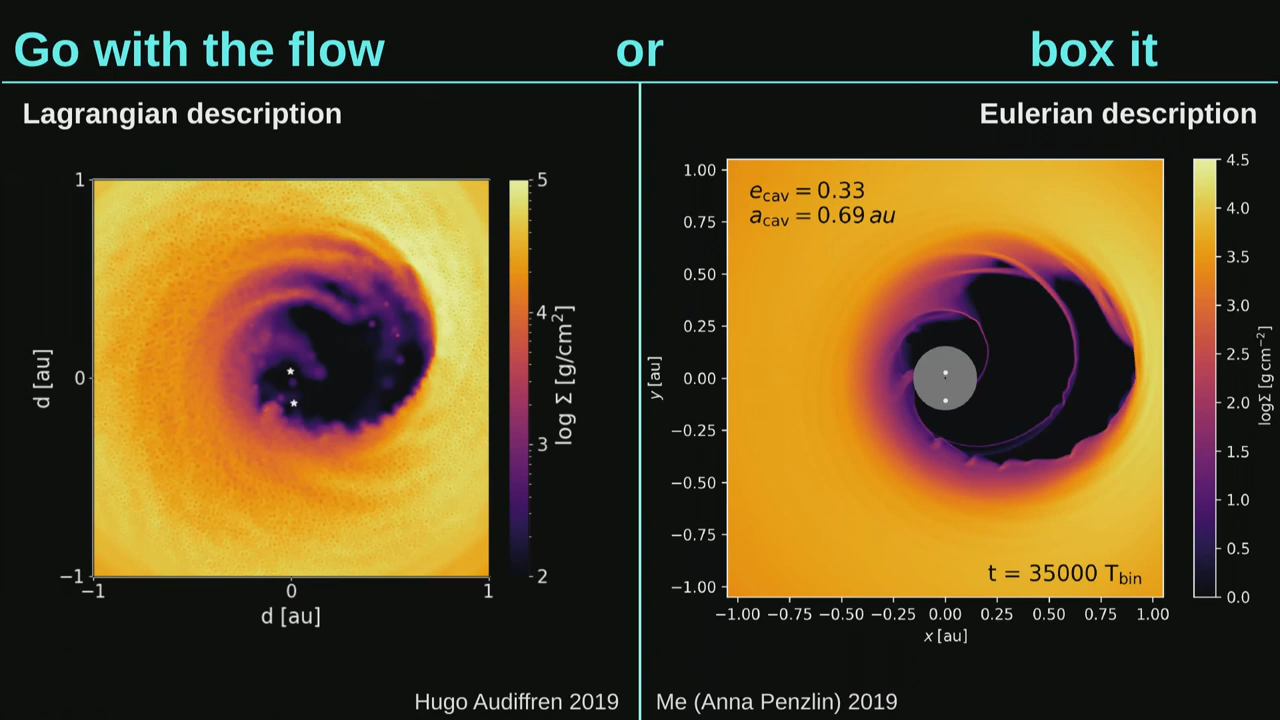 Go with the flow or box it
Lagrangian description
Eulerian description
1
0
−1
d [au]
−1
0
1
d [au]
5
4
3
2
log Σ [g/cm²]
e_cav = 0.33
a_cav = 0.69 au
t = 35000 T_bin
1.00
0.75
0.50
0.25
0.00
−0.25
−0.50
−0.75
−1.00
y [au]
−1.00 −0.75 −0.50 −0.25 0.00 0.25 0.50 0.75 1.00
x [au]
4.5
4.0
3.5
3.0
2.5
2.0
1.5
1.0
0.5
0.0
logΣ [g cm⁻²]
Hugo Audiffren 2019
Me (Anna Penzlin) 2019